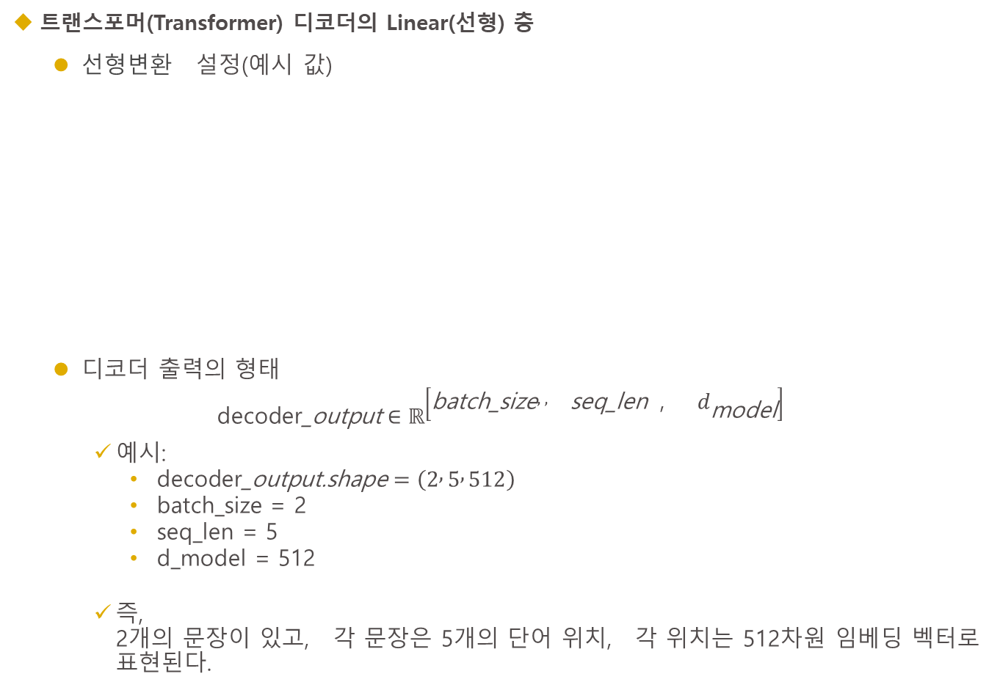 ◆ 트랜스포머(Transformer) 디코더의 Linear(선형) 층
● 선형변환 설정(예시 값)
● 디코더 출력의 형태
decoder_output ∈ ℝ[batch_size, , seq_len , d model]
✓ 예시:
• decoder_output.shape = (2, 5, 512)
• batch_size = 2
• seq_len = 5
• d_model = 512
✓ 즉,
2개의 문장이 있고, 각 문장은 5개의 단어 위치, 각 위치는 512차원 임베딩 벡터로
표현된다.